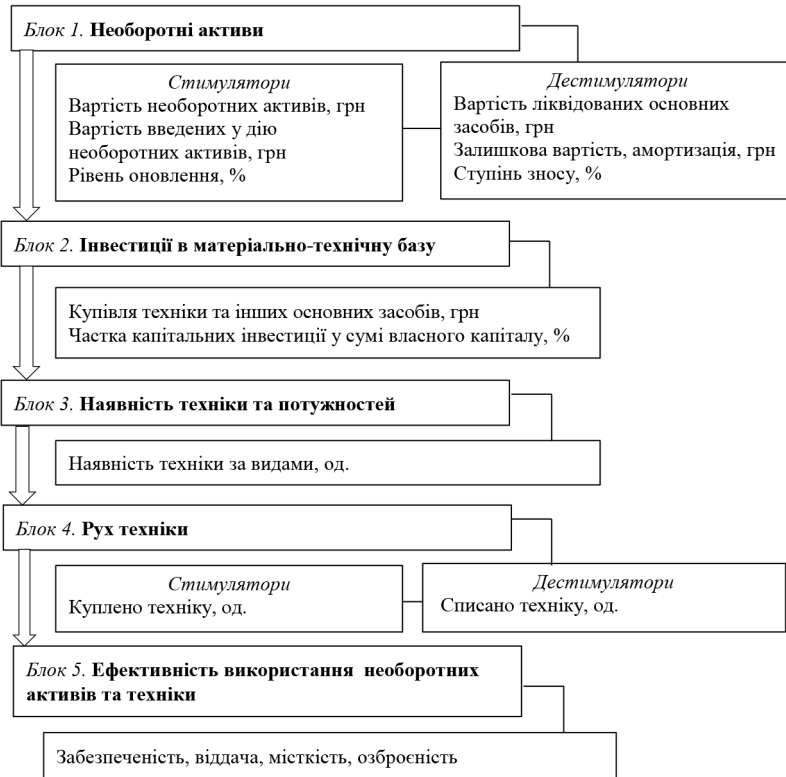 Блок 1. Необоротні активи
Стимулятори
Вартість необоротних активів, грн
Вартість введених у дію
необоротних активів, грн
Рівень оновлення, %
Дестимулятори
Вартість ліквідованих основних
засобів, грн
Залишкова вартість, амортизація, грн
Ступінь зносу, %
Блок 2. Інвестиції в матеріально-технічну базу
Купівля техніки та інших основних засобів, грн
Частка капітальних інвестиції у сумі власного капіталу, %
Блок 3. Наявність техніки та потужностей
Наявність техніки за видами, од.
Блок 4. Рух техніки
Стимулятори
Куплено техніку, од.
Дестимулятори
Списано техніку, од.
Блок 5. Ефективність використання необоротних
активів та техніки
Забезпеченість, віддача, місткість, озброєність